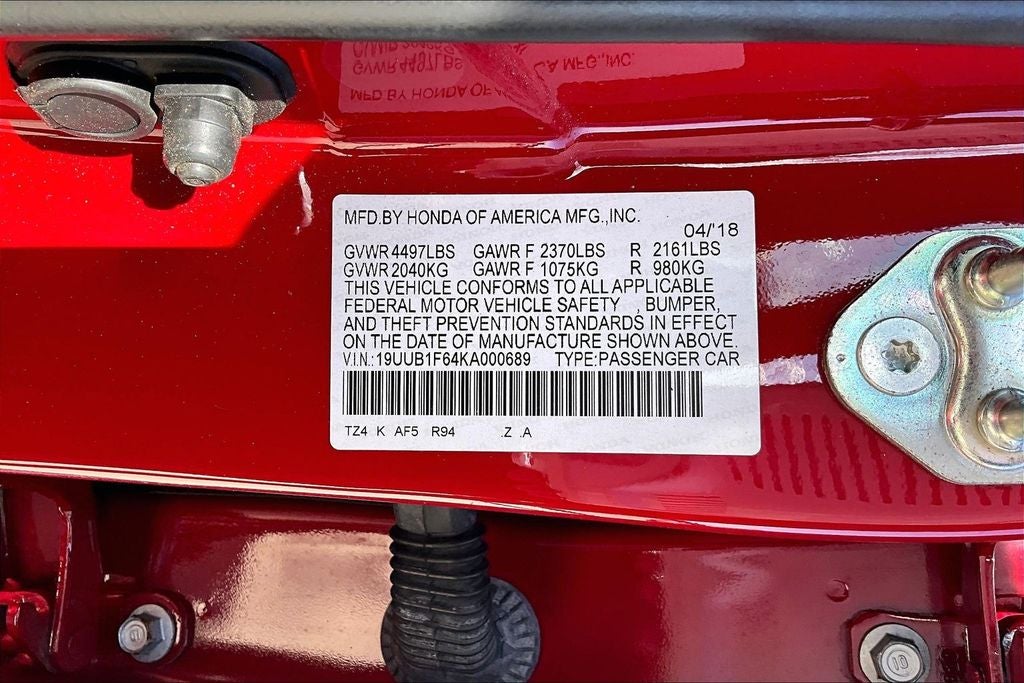 MFD.BY HONDA OF AMERICA MFG.,INC.
04/'18
GVWR 4497LBS GAWR F 2370LBS R 2161LBS
GVWR 2040KG GAWR F 1075KG R 980KG
THIS VEHICLE CONFORMS TO ALL APPLICABLE
FEDERAL MOTOR VEHICLE SAFETY , BUMPER,
AND THEFT PREVENTION STANDARDS IN EFFECT
ON THE DATE OF MANUFACTURE SHOWN ABOVE.
V.I.N.:19UUB1F64KA000689 TYPE:PASSENGER CAR
TZ4 K AF5 R94 .Z .A
10